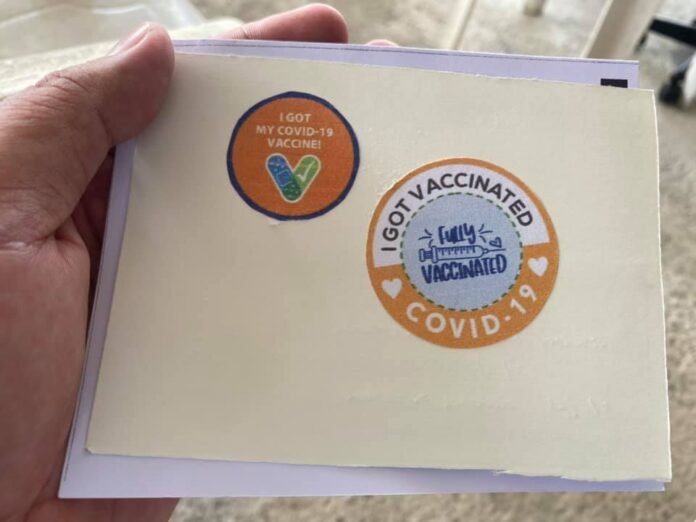 I GOT
MY COVID-19
VACCINE!
I GOT VACCINATED
FULLY
VACCINATED
COVID-19